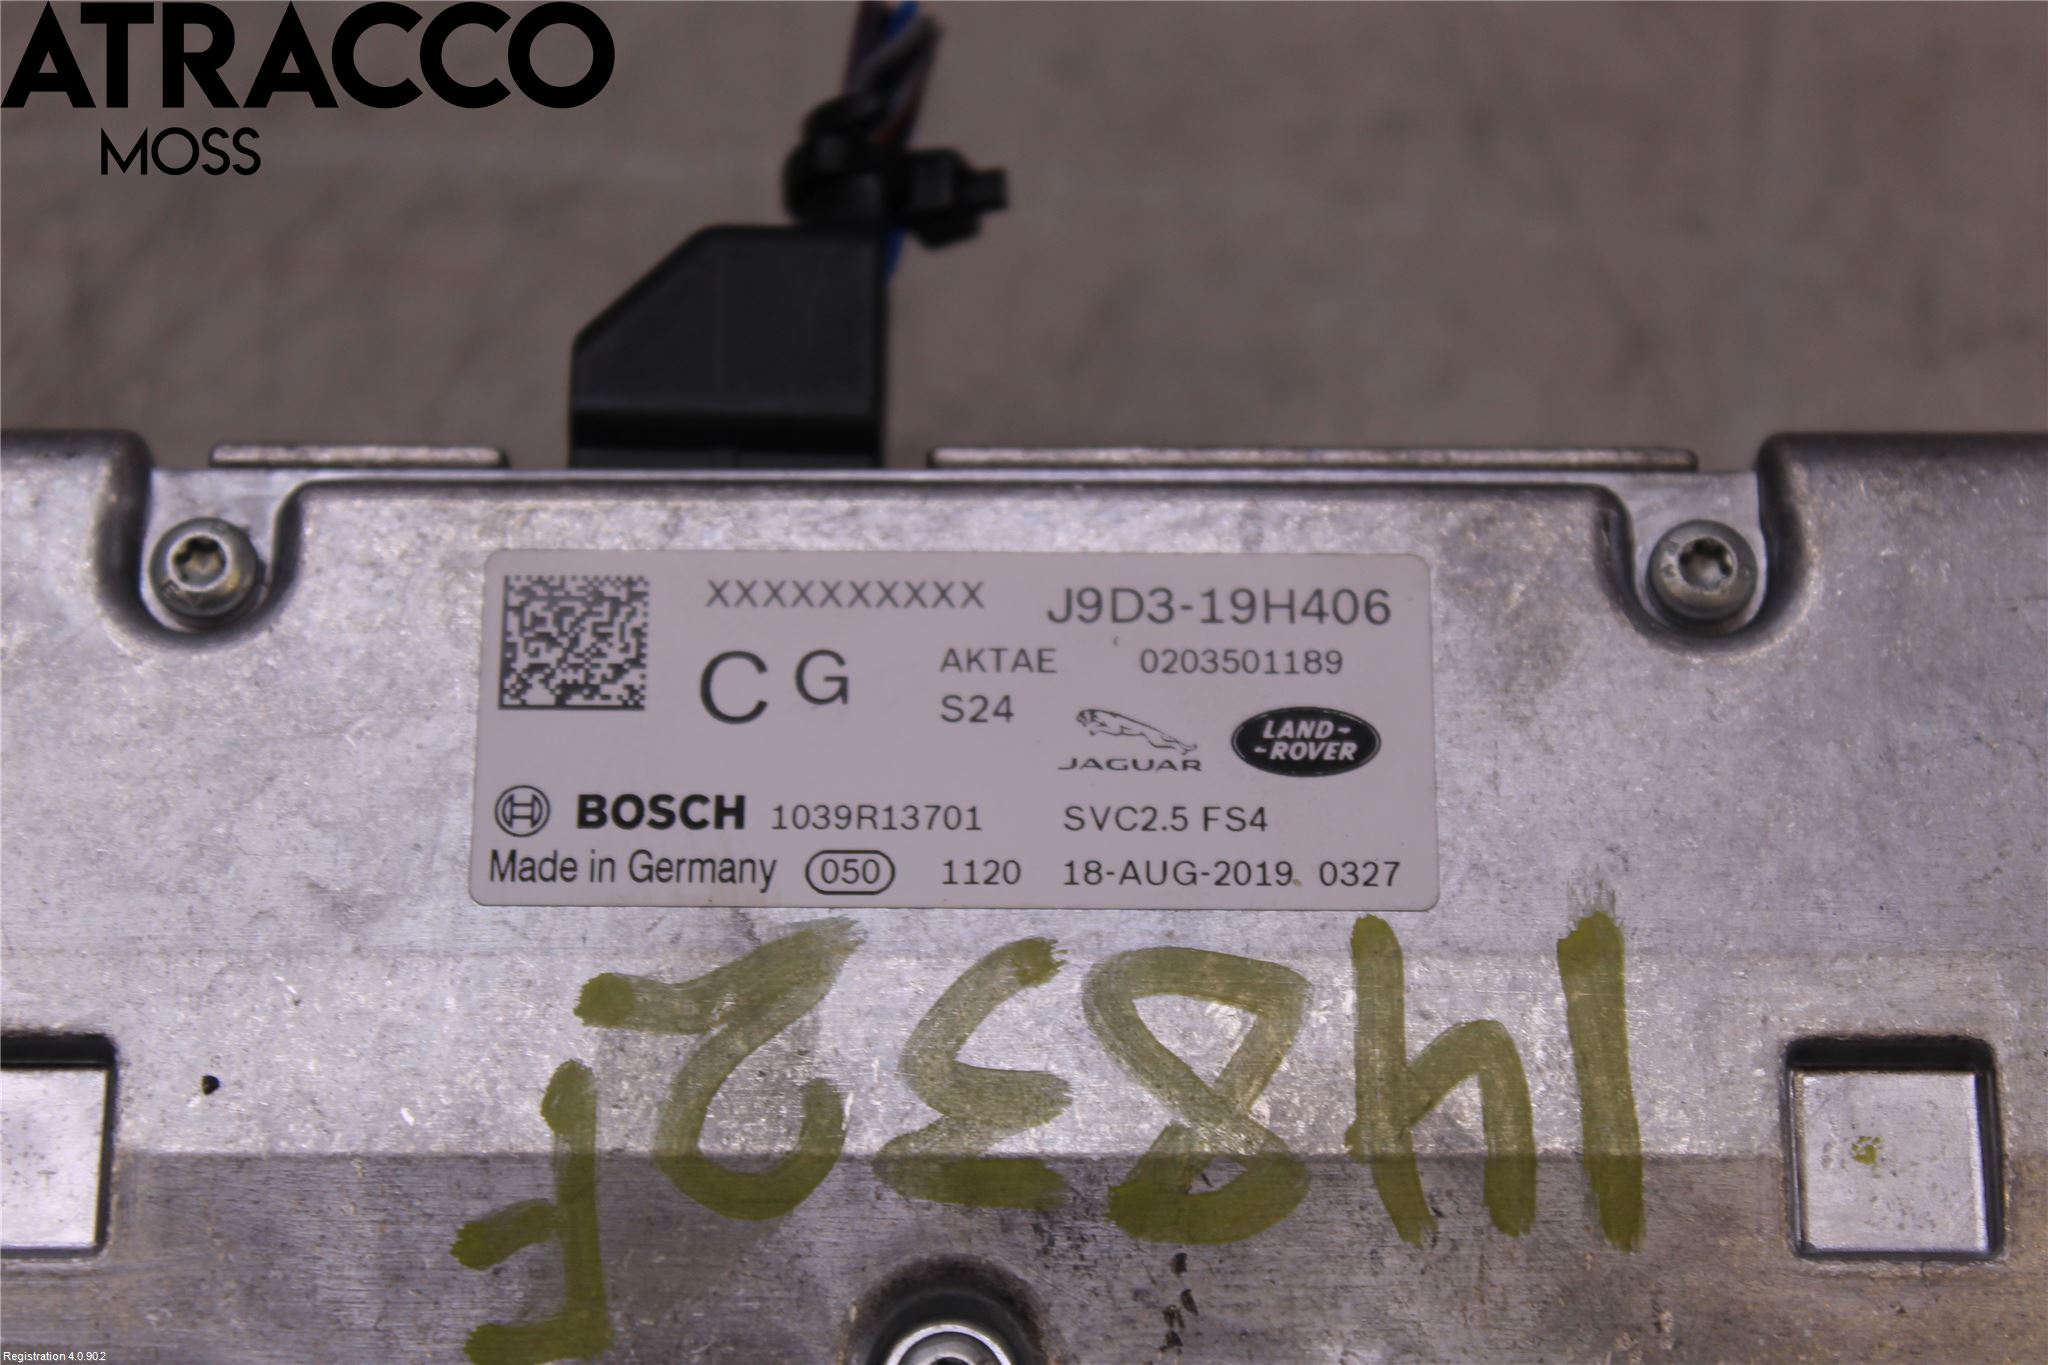 ATRACCO
MOSS
XXXXXXXXXX J9D3-19H406
C G AKTAE 0203501189
S24
JAGUAR
LAND-
-ROVER
BOSCH 1039R13701 SVC2.5 FS4
Made in Germany 050 1120 18-AUG-2019 0327
14832F
Registration 4.0.90.2